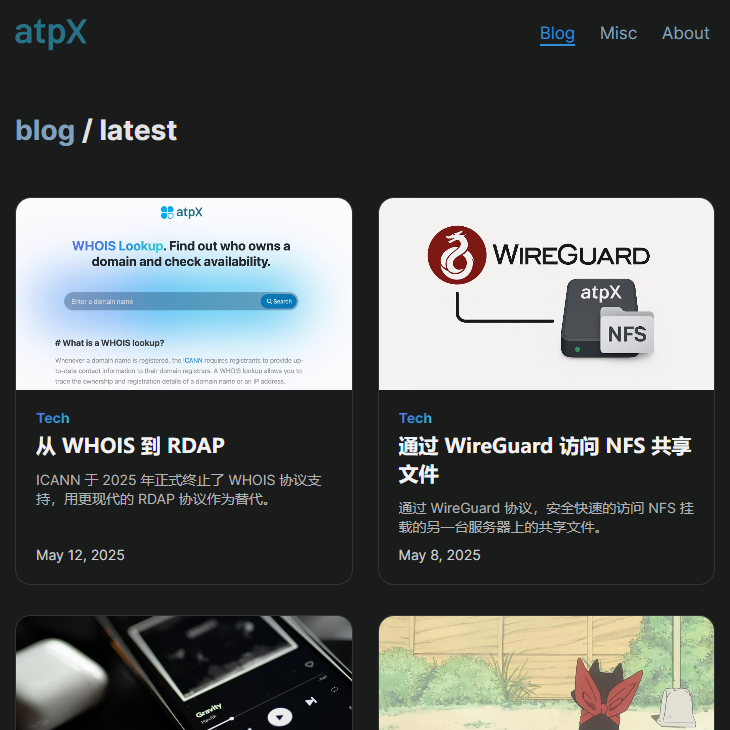 atpX
Blog Misc About
blog / latest
atpX
WHOIS Lookup. Find out who owns a
domain and check availability.
Enter a domain name
Search
# What is a WHOIS lookup?
Whenever a domain name is registered, the ICANN requires registrants to provide up-
to-date contact information to their domain registrars. A WHOIS lookup allows you to
trace the ownership and registration details of a domain name or an IP address.
Tech
从 WHOIS 到 RDAP
ICANN 于 2025 年正式终止了 WHOIS 协议支
持，用更现代的 RDAP 协议作为替代。
May 12, 2025
WIREGUARD
atpX
NFS
Tech
通过 WireGuard 访问 NFS 共享
文件
通过 WireGuard 协议，安全快速的访问 NFS 挂
载的另一台服务器上的共享文件。
May 8, 2025
Gravity